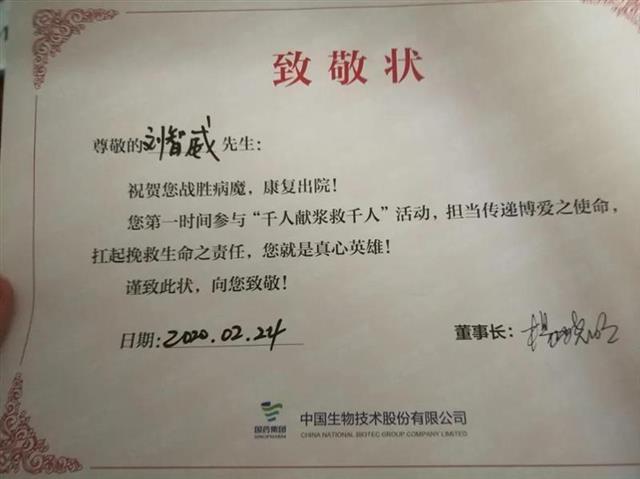 致敬状
尊敬的刘智威先生:
祝贺您战胜病魔，康复出院!
您第一时间参与“千人献浆救千人”活动，担当传递博爱之使命，
扛起挽救生命之责任，您就是真心英雄!
谨致此状，向您致敬!
日期: 2020.02.24 董事长: 杨晓明
国药集团 中国生物技术股份有限公司
SINOPHARM CHINA NATIONAL BIOTEC GROUP COMPANY LIMITED